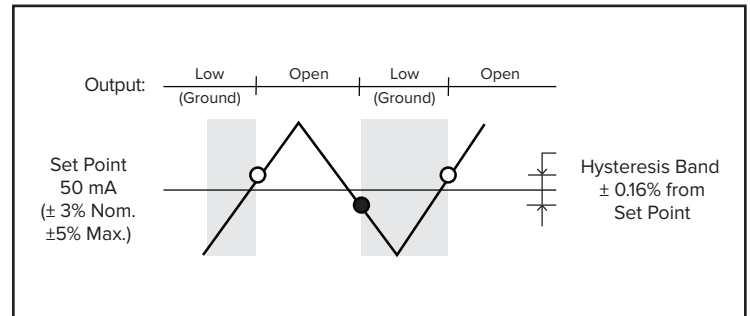 Output:
Low
Open
Low
Open
(Ground)
(Ground)
Set Point
50 mA
(± 3% Nom.
±5% Max.)
Hysteresis Band
± 0.16% from
Set Point